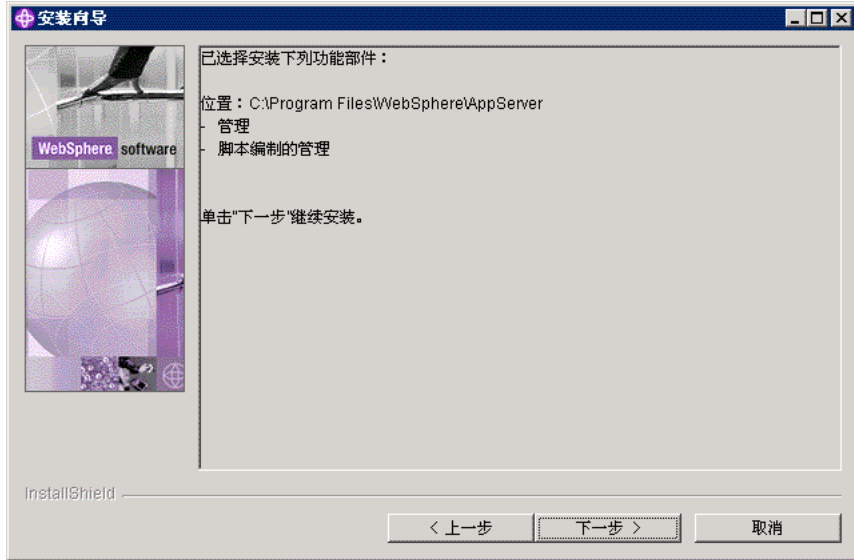 安装向导
WebSphere software
已选择安装下列功能部件：
位置：C:\Program Files\WebSphere\AppServer
- 管理
- 脚本编制的管理
单击"下一步"继续安装。
InstallShield
< 上一步
下一步 >
取消